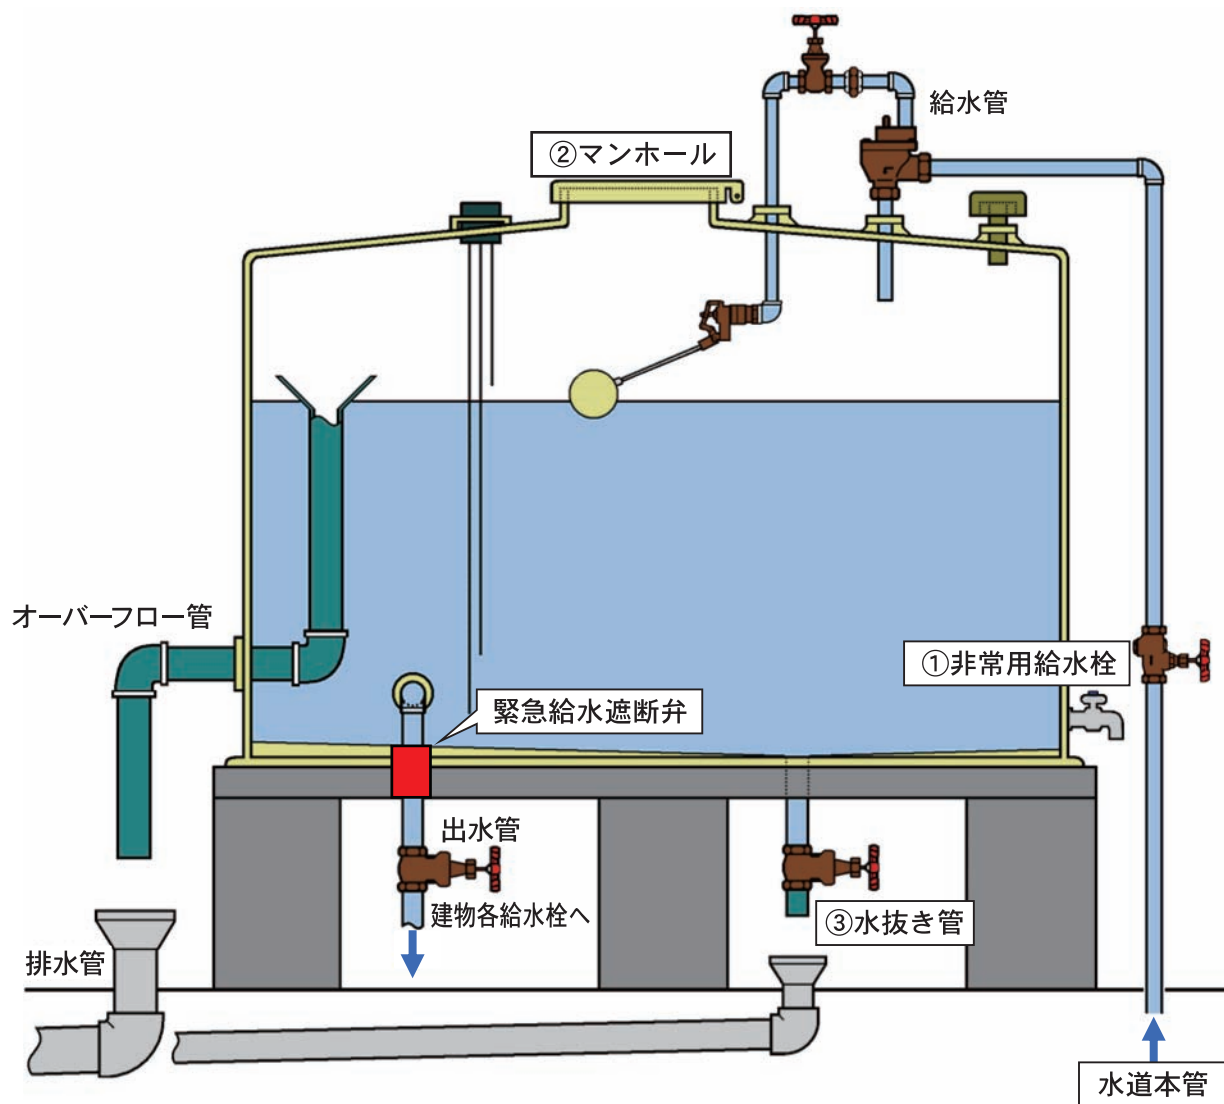 給水管
②マンホール
オーバーフロー管
①非常用給水栓
緊急給水遮断弁
出水管
建物各給水栓へ
③水抜き管
排水管
水道本管